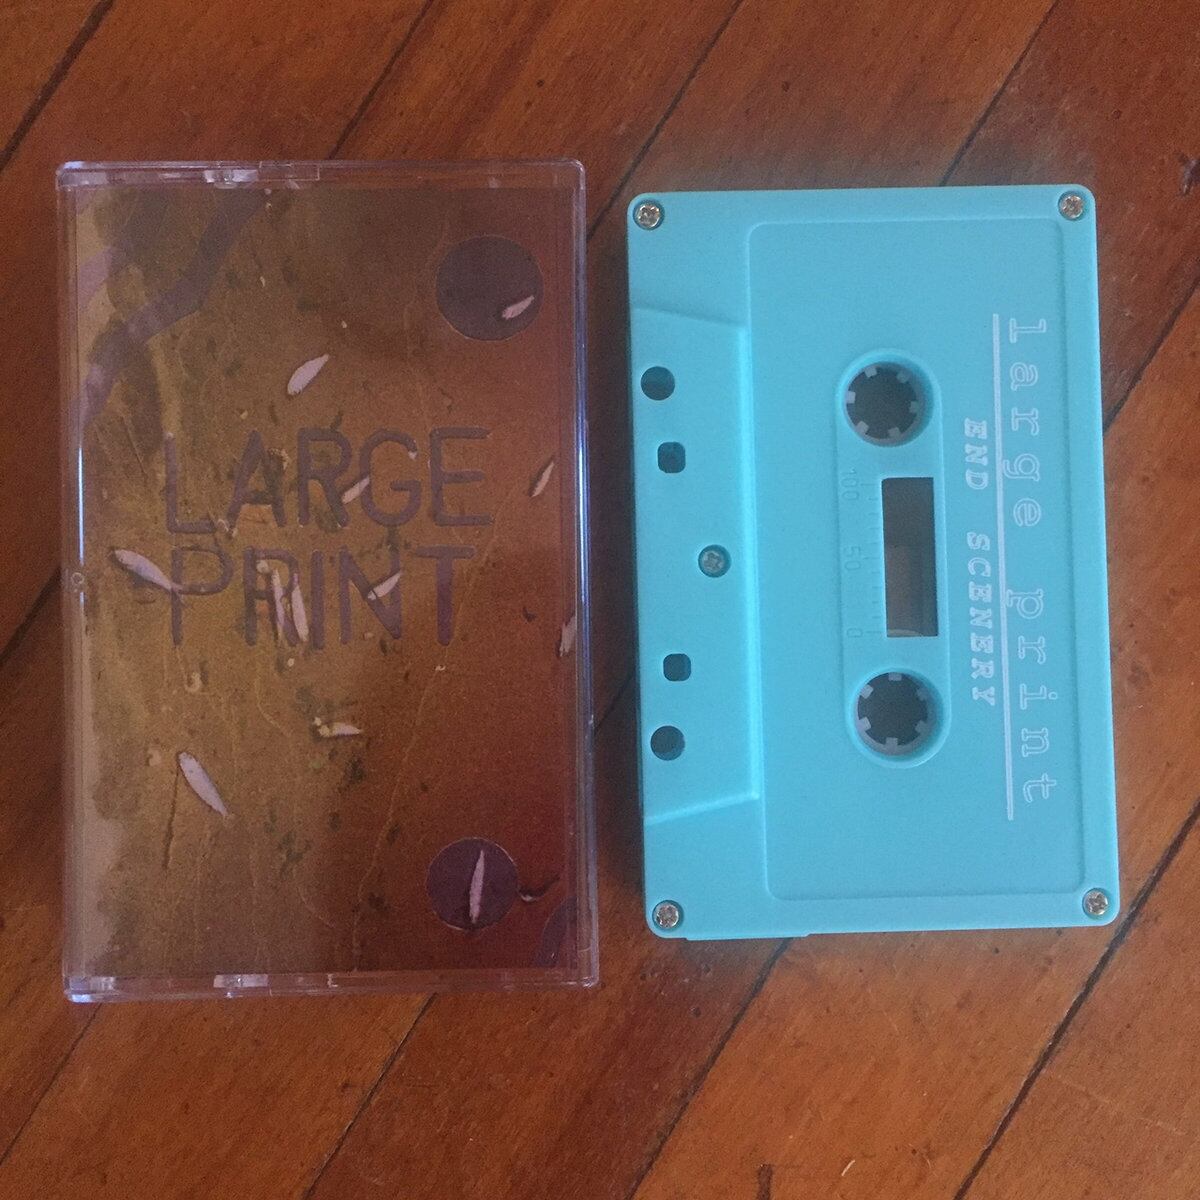 LARGE
PRINT
large print
END SCENERY
100 50 0